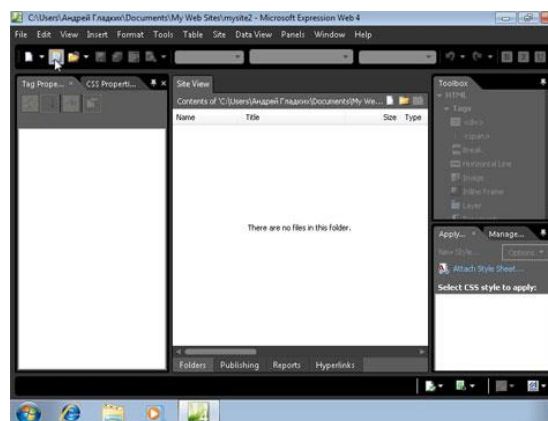 C:\Users\Андрей Гладких\Documents\My Web Sites\mysite2 - Microsoft Expression Web 4
File Edit View Insert Format Tools Table Site Data View Panels Window Help
Tag Prope... CSS Properti...
Site View
Contents of 'C:\Users\Андрей Гладких\Documents\My We...
Name Title Size Type
There are no files in this folder.
Folders Publishing Reports Hyperlinks
Toolbox
HTML
Tags
<div>
<span>
Break
Horizontal Line
Image
Inline Frame
Layer
Apply... Manage...
New Style... Options
Attach Style Sheet...
Select CSS style to apply: